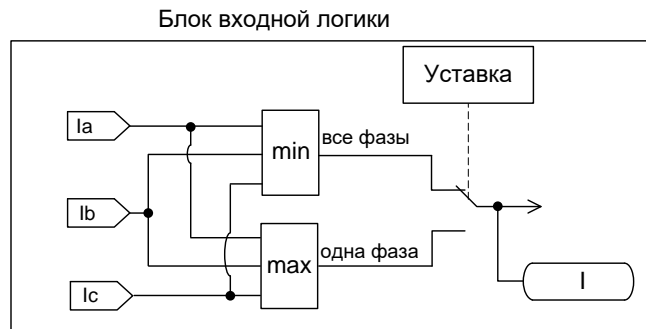 Блок входной логики
Уставка
Ia
все фазы
min
Ib
одна фаза
max
Ic
I